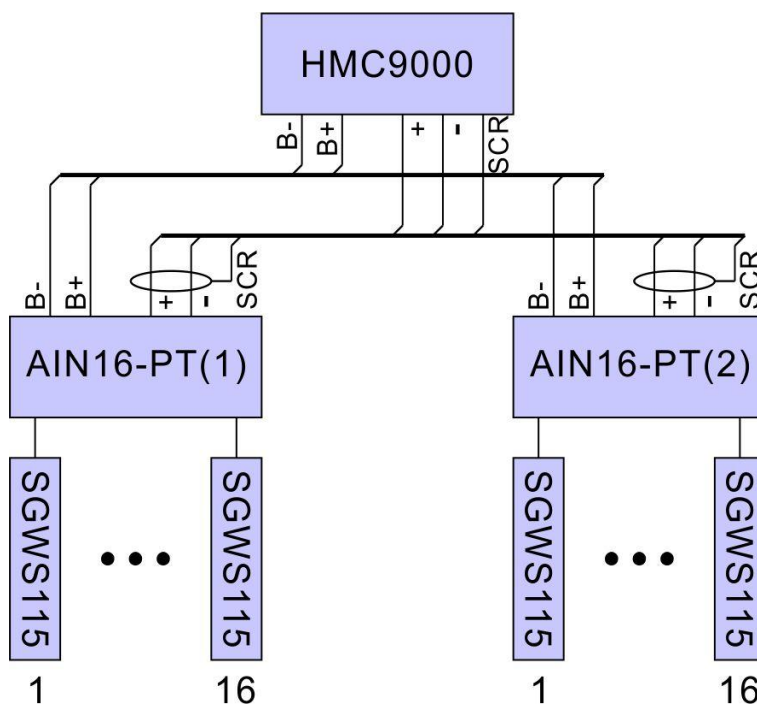 HMC9000
B-
B+
+
-
SCR
B-
B+
+
-
SCR
B-
B+
+
-
SCR
AIN16-PT(1)
AIN16-PT(2)
SGWS115
SGWS115
SGWS115
SGWS115
1
16
1
16